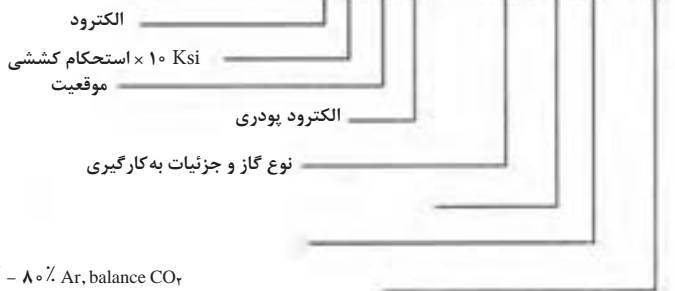 الکترود
۱۰ Ksi × استحکام کششی
موقعیت
الکترود پودری
نوع گاز و جزئیات به‌کارگیری
– ۸۰٪ Ar, balance CO۲